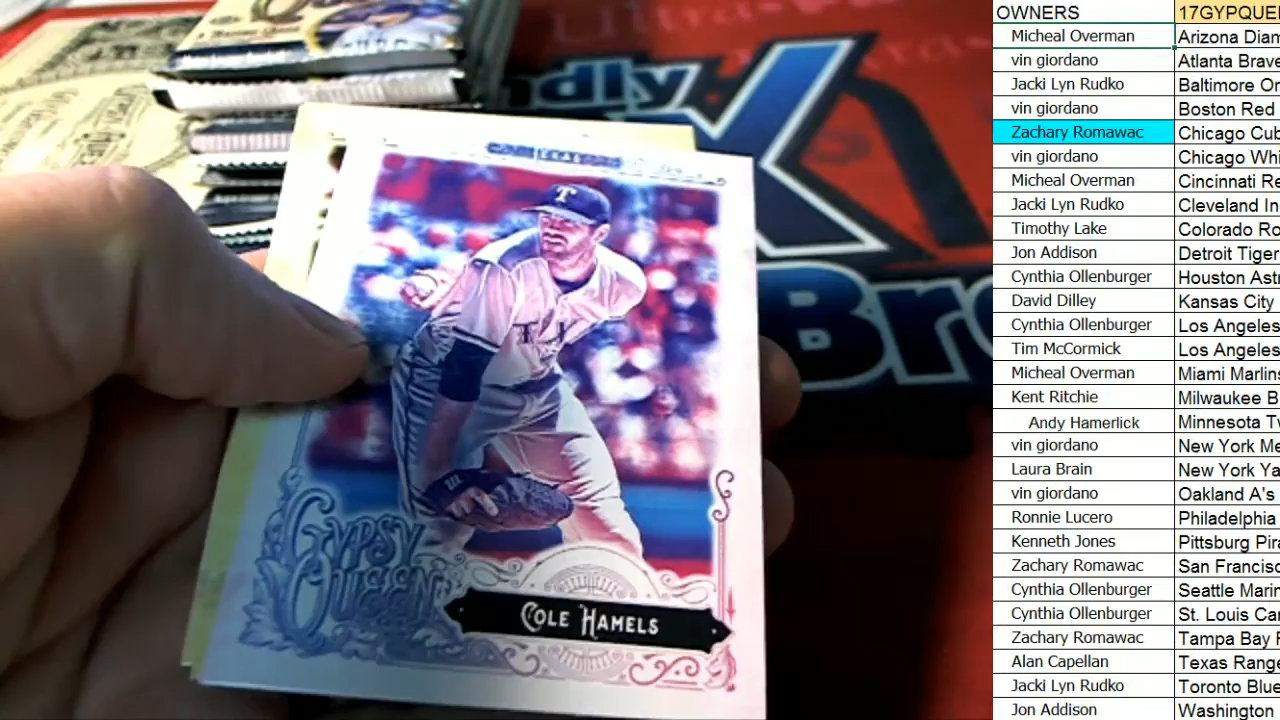 dly
Br
T
GYPSY
QUEEN
COLE HAMELS
OWNERS 17GYPQUE
Micheal Overman Arizona Diam
vin giordano Atlanta Brave
Jacki Lyn Rudko Baltimore Or
vin giordano Boston Red
Zachary Romawac Chicago Cub
vin giordano Chicago Whi
Micheal Overman Cincinnati Re
Jacki Lyn Rudko Cleveland In
Timothy Lake Colorado Ro
Jon Addison Detroit Tiger
Cynthia Ollenburger Houston Astr
David Dilley Kansas City
Cynthia Ollenburger Los Angeles
Tim McCormick Los Angeles
Micheal Overman Miami Marlins
Kent Ritchie Milwaukee B
Andy Hamerlick Minnesota Tw
vin giordano New York Me
Laura Brain New York Ya
vin giordano Oakland A's
Ronnie Lucero Philadelphia
Kenneth Jones Pittsburg Pira
Zachary Romawac San Francisc
Cynthia Ollenburger Seattle Marin
Cynthia Ollenburger St. Louis Car
Zachary Romawac Tampa Bay R
Alan Capellan Texas Range
Jacki Lyn Rudko Toronto Blue
Jon Addison Washington